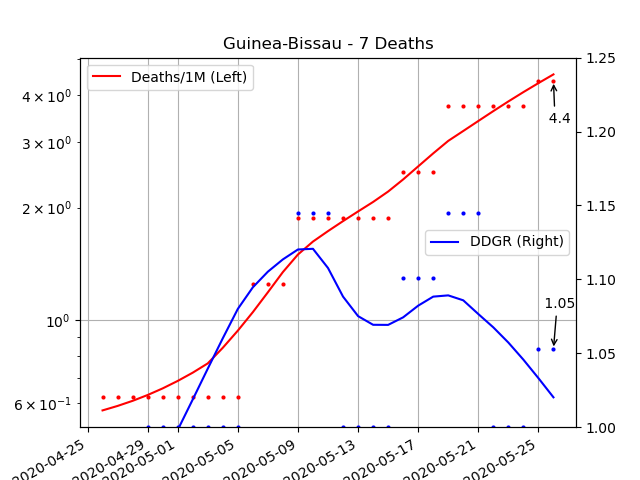 Guinea-Bissau - 7 Deaths
Deaths/1M (Left)
DDGR (Right)
4.4
1.05
4 × 10⁰
3 × 10⁰
2 × 10⁰
10⁰
6 × 10⁻¹
1.25
1.20
1.15
1.10
1.05
1.00
2020-04-25
2020-04-29
2020-05-01
2020-05-05
2020-05-09
2020-05-13
2020-05-17
2020-05-21
2020-05-25